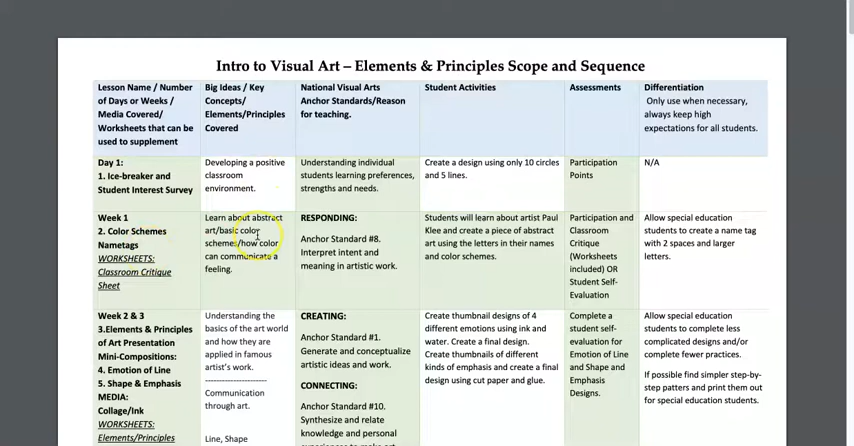 Intro to Visual Art – Elements & Principles Scope and Sequence
Lesson Name / Number
of Days or Weeks /
Media Covered/
Worksheets that can be
used to supplement
Big Ideas / Key
Concepts/
Elements/Principles
Covered
National Visual Arts
Anchor Standards/Reason
for teaching.
Student Activities
Assessments
Differentiation
Only use when necessary,
always keep high
expectations for all students.
Day 1:
1. Ice-breaker and
Student Interest Survey
Developing a positive
classroom
environment.
Understanding individual
students learning preferences,
strengths and needs.
Create a design using only 10 circles
and 5 lines.
Participation
Points
N/A
Week 1
2. Color Schemes
Nametags
WORKSHEETS:
Classroom Critique
Sheet
Learn about abstract
art/basic color
schemes/how color
can communicate a
feeling.
RESPONDING:
Anchor Standard #8.
Interpret intent and
meaning in artistic work.
Students will learn about artist Paul
Klee and create a piece of abstract
art using the letters in their names
and color schemes.
Participation and
Classroom
Critique
(Worksheets
included) OR
Student Self-
Evaluation
Allow special education
students to create a name tag
with 2 spaces and larger
letters.
Week 2 & 3
3.Elements & Principles
of Art Presentation
Mini-Compositions:
4. Emotion of Line
5. Shape & Emphasis
MEDIA:
Collage/Ink
WORKSHEETS:
Elements/Principles
Understanding the
basics of the art world
and how they are
applied in famous
artist's work.
----------------------
Communication
through art.
Line, Shape
CREATING:
Anchor Standard #1.
Generate and conceptualize
artistic ideas and work.
CONNECTING:
Anchor Standard #10.
Synthesize and relate
knowledge and personal
Create thumbnail designs of 4
different emotions using ink and
water. Create a final design.
Create thumbnails of different
kinds of emphasis and create a final
design using cut paper and glue.
Complete a
student self-
evaluation for
Emotion of Line
and Shape and
Emphasis
Designs.
Allow special education
students to complete less
complicated designs and/or
complete fewer practices.
If possible find simpler step-by-
step patters and print them out
for special education students.